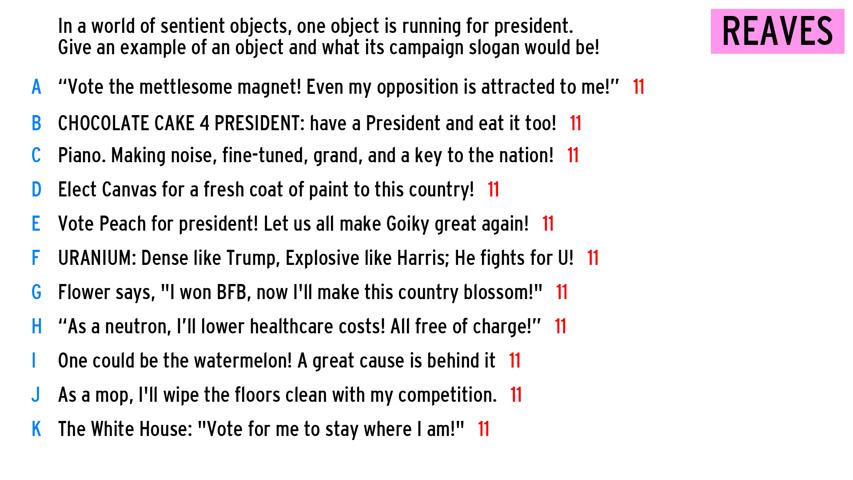 In a world of sentient objects, one object is running for president.
Give an example of an object and what its campaign slogan would be!
REAVES
A “Vote the mettlesome magnet! Even my opposition is attracted to me!” 11
B CHOCOLATE CAKE 4 PRESIDENT: have a President and eat it too! 11
C Piano. Making noise, fine-tuned, grand, and a key to the nation! 11
D Elect Canvas for a fresh coat of paint to this country! 11
E Vote Peach for president! Let us all make Goiky great again! 11
F URANIUM: Dense like Trump, Explosive like Harris; He fights for U! 11
G Flower says, "I won BFB, now I'll make this country blossom!" 11
H “As a neutron, I’ll lower healthcare costs! All free of charge!” 11
I One could be the watermelon! A great cause is behind it 11
J As a mop, I'll wipe the floors clean with my competition. 11
K The White House: "Vote for me to stay where I am!" 11